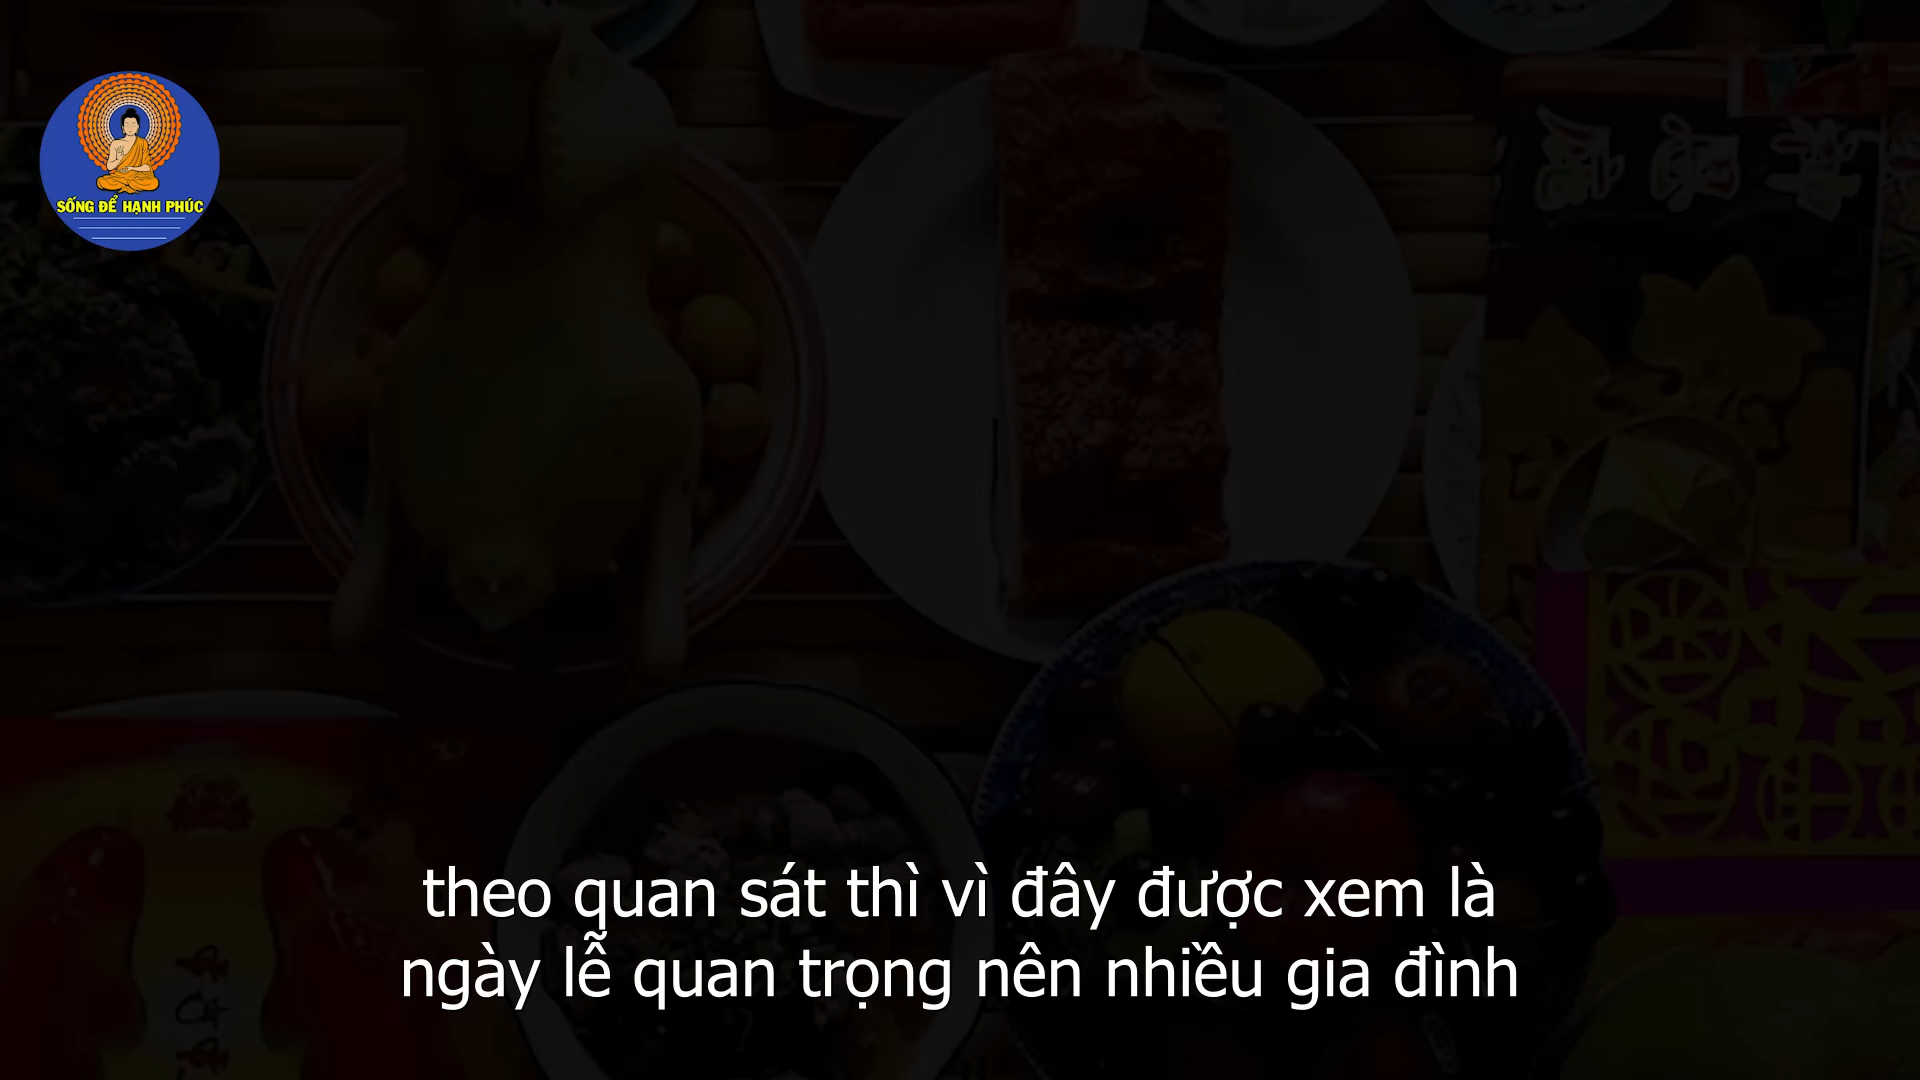 SỐNG ĐỂ HẠNH PHÚC
theo quan sát thì vì đây được xem là
ngày lễ quan trọng nên nhiều gia đình